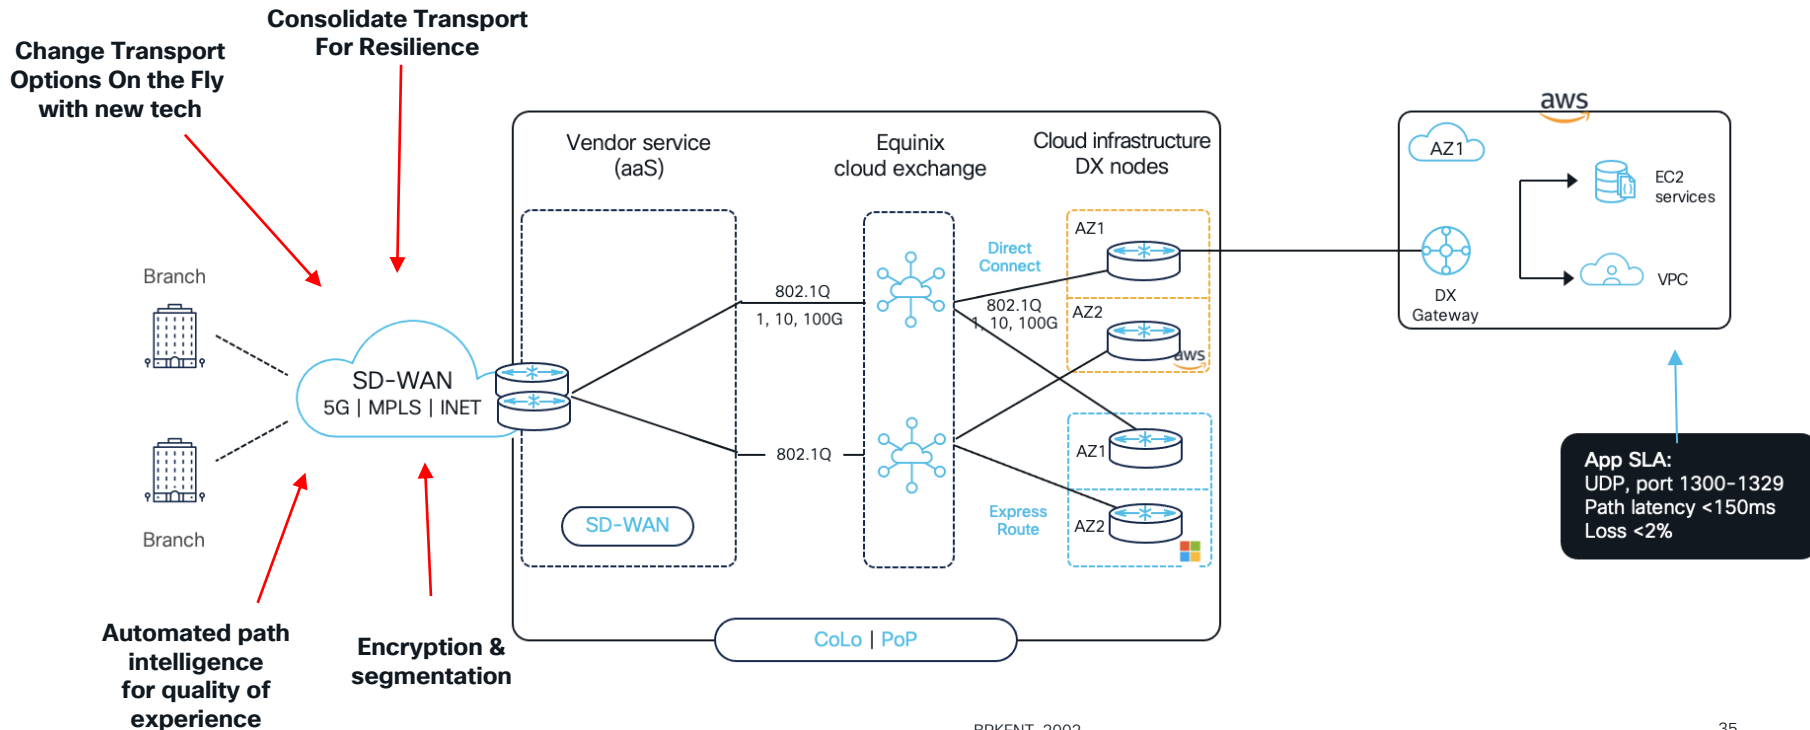 Consolidate Transport
For Resilience
Change Transport
Options On the Fly
with new tech
Branch
Branch
SD-WAN
5G | MPLS | INET
Automated path
intelligence
for quality of
experience
Encryption &
segmentation
Vendor service
(aaS)
Equinix
cloud exchange
Cloud infrastructure
DX nodes
802.1Q
1, 10, 100G
802.1Q
SD-WAN
Direct
Connect
802.1Q
1, 10, 100G
AZ1
AZ2
aws
Express
Route
AZ1
AZ2
CoLo | PoP
aws
AZ1
EC2
services
DX
Gateway
VPC
App SLA:
UDP, port 1300-1329
Path latency <150ms
Loss <2%
35